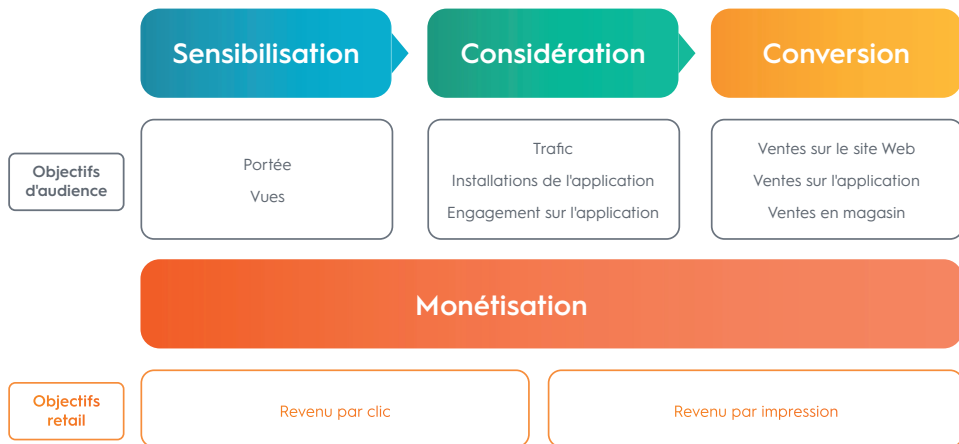 Sensibilisation
Considération
Conversion
Objectifs
d'audience
Portée
Vues
Trafic
Installations de l'application
Engagement sur l'application
Ventes sur le site Web
Ventes sur l'application
Ventes en magasin
Monétisation
Objectifs
retail
Revenu par clic
Revenu par impression